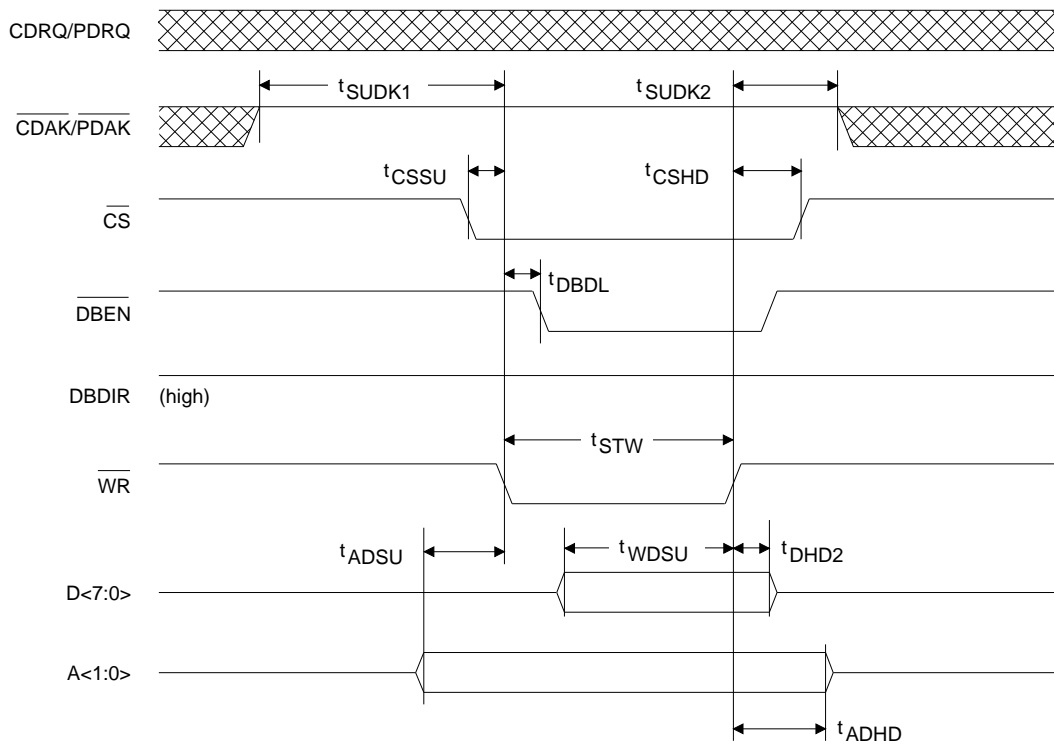 CDRQ/PDRQ
tSUDK1
tSUDK2
CDAK/PDAK
tCSSU
tCSHD
CS
tDBDL
DBEN
DBDIR (high)
tSTW
WR
tADSU
tWDSU
tDHD2
D<7:0>
A<1:0>
tADHD